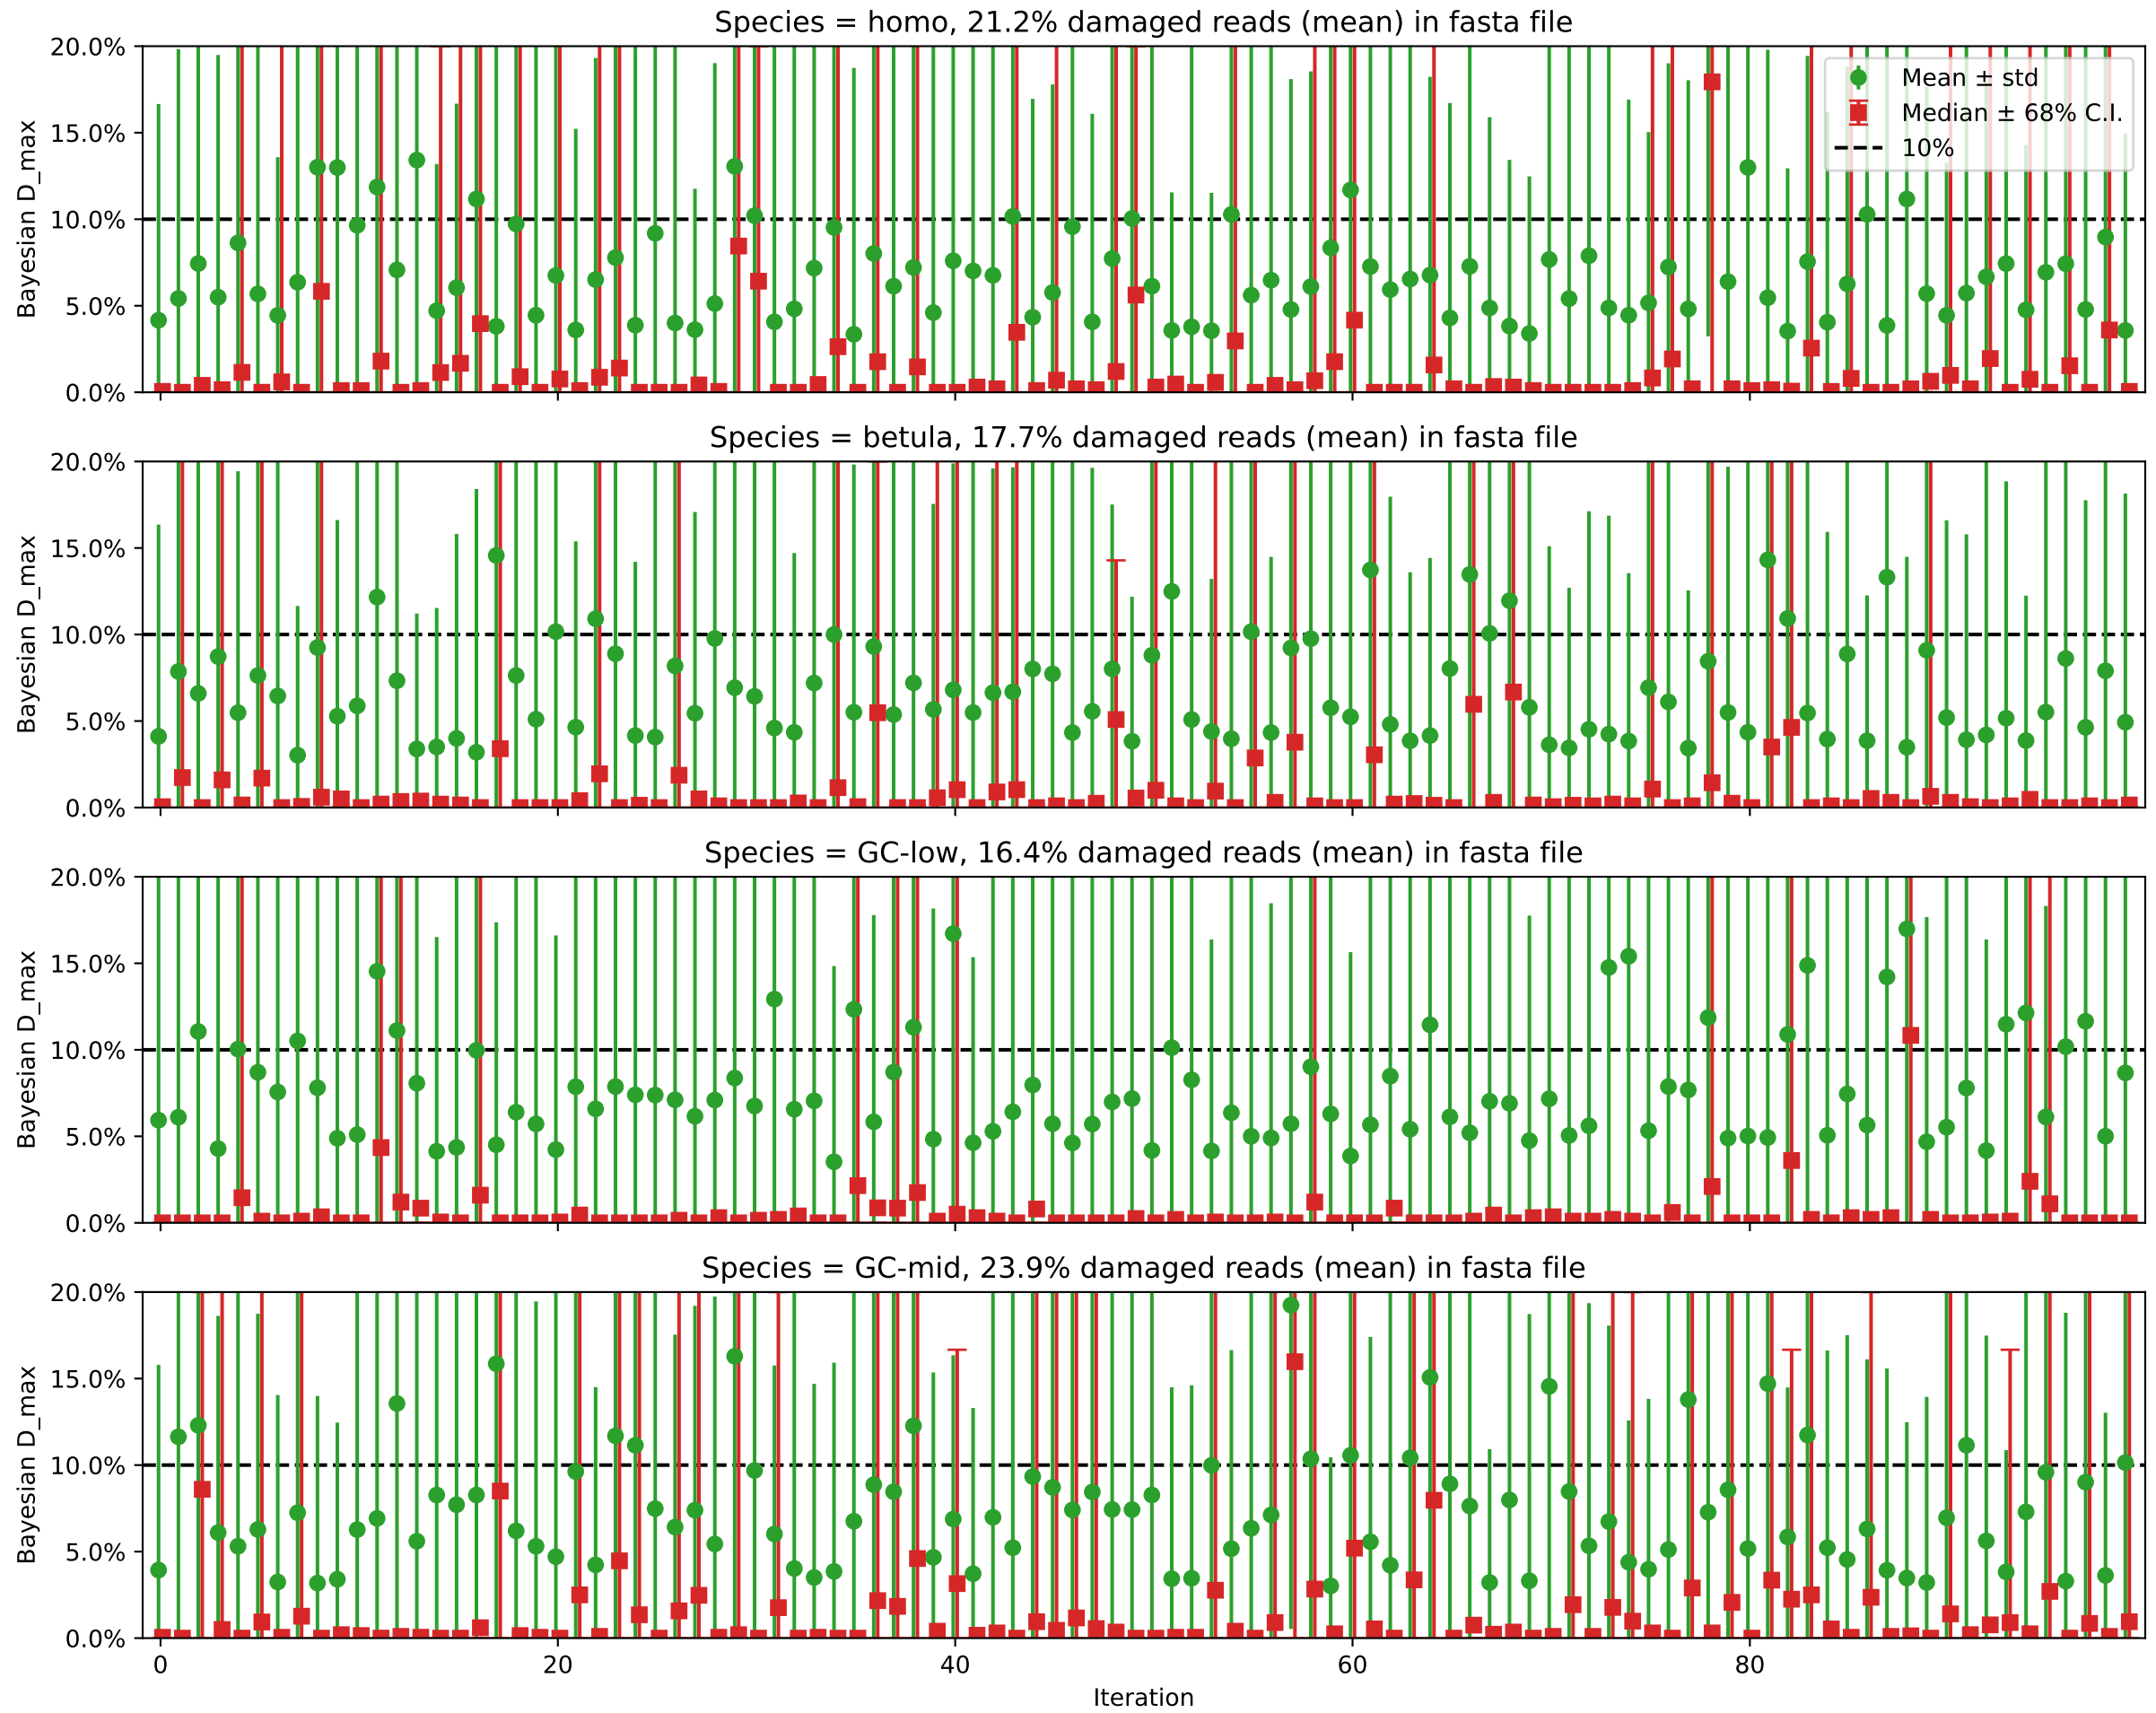 Species = homo, 21.2% damaged reads (mean) in fasta file
20.0%
15.0%
10.0%
5.0%
0.0%
Bayesian D_max
Mean ± std
Median ± 68% C.I.
10%
Species = betula, 17.7% damaged reads (mean) in fasta file
20.0%
15.0%
10.0%
5.0%
0.0%
Bayesian D_max
Species = GC-low, 16.4% damaged reads (mean) in fasta file
20.0%
15.0%
10.0%
5.0%
0.0%
Bayesian D_max
Species = GC-mid, 23.9% damaged reads (mean) in fasta file
20.0%
15.0%
10.0%
5.0%
0.0%
Bayesian D_max
0 20 40 60 80
Iteration